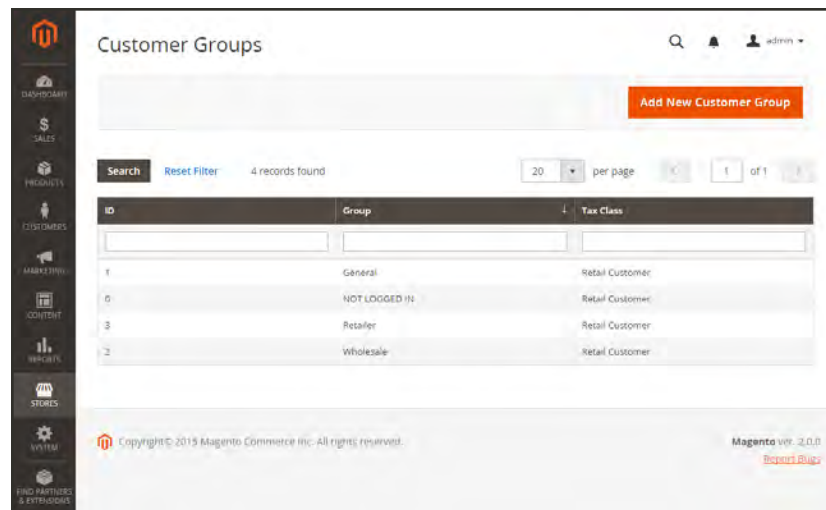 Customer Groups
admin
DASHBOARD
Add New Customer Group
SALES
PRODUCTS
Search Reset Filter 4 records found 20 per page 1 of 1
CUSTOMERS
ID Group Tax Class
MARKETING
1 General Retail Customer
CONTENT
0 NOT LOGGED IN Retail Customer
3 Retailer Retail Customer
REPORTS
2 Wholesale Retail Customer
STORES
SYSTEM
Copyright© 2015 Magento Commerce Inc. All rights reserved.
Magento ver. 2.0.0
Report Bugs
FIND PARTNERS
& EXTENSIONS